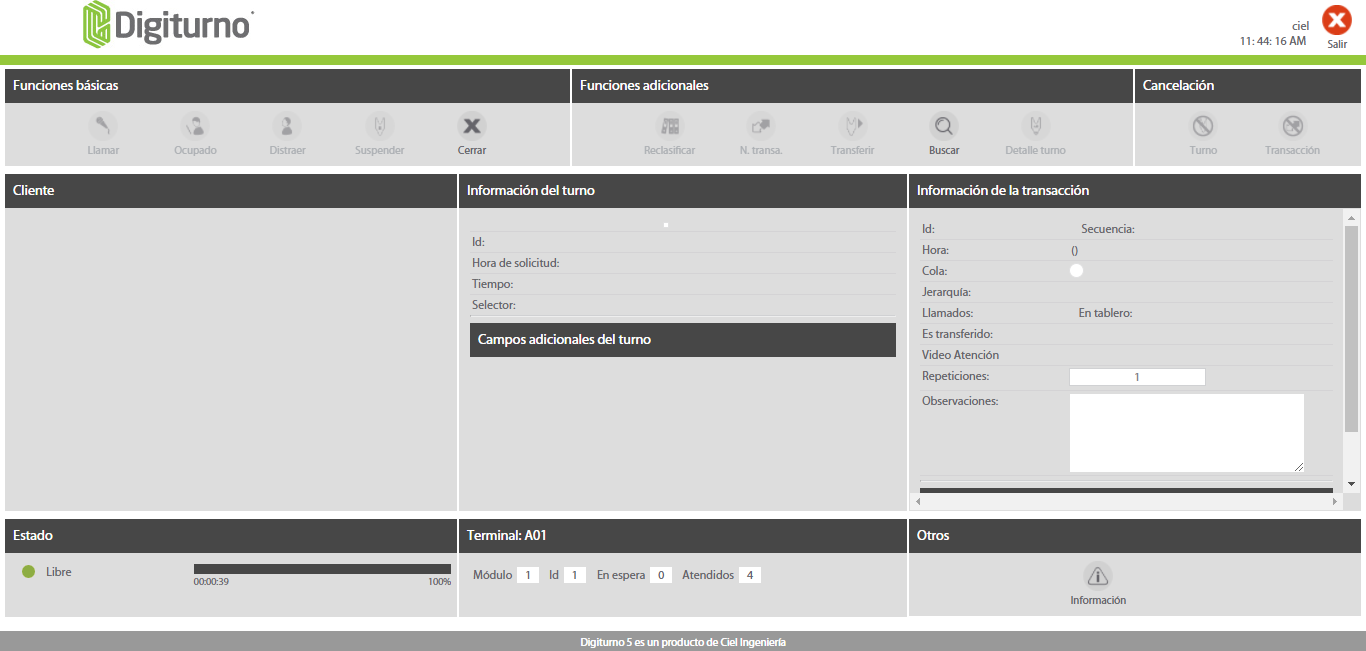 Digiturno
ciel
11: 44: 16 AM
Salir
Funciones básicas
Funciones adicionales
Cancelación
Llamar
Ocupado
Distraer
Suspender
Cerrar
Reclasificar
N. transa.
Transferir
Buscar
Detalle turno
Turno
Transacción
Cliente
Información del turno
Id:
Hora de solicitud:
Tiempo:
Selector:
Campos adicionales del turno
Información de la transacción
Id: Secuencia:
Hora: ()
Cola:
Jerarquía:
Llamados: En tablero:
Es transferido:
Video Atención
Repeticiones: 1
Observaciones:
Estado
Libre
00:00:39 100%
Terminal: A01
Módulo 1 Id 1 En espera 0 Atendidos 4
Otros
Información
Digiturno 5 es un producto de Ciel Ingeniería